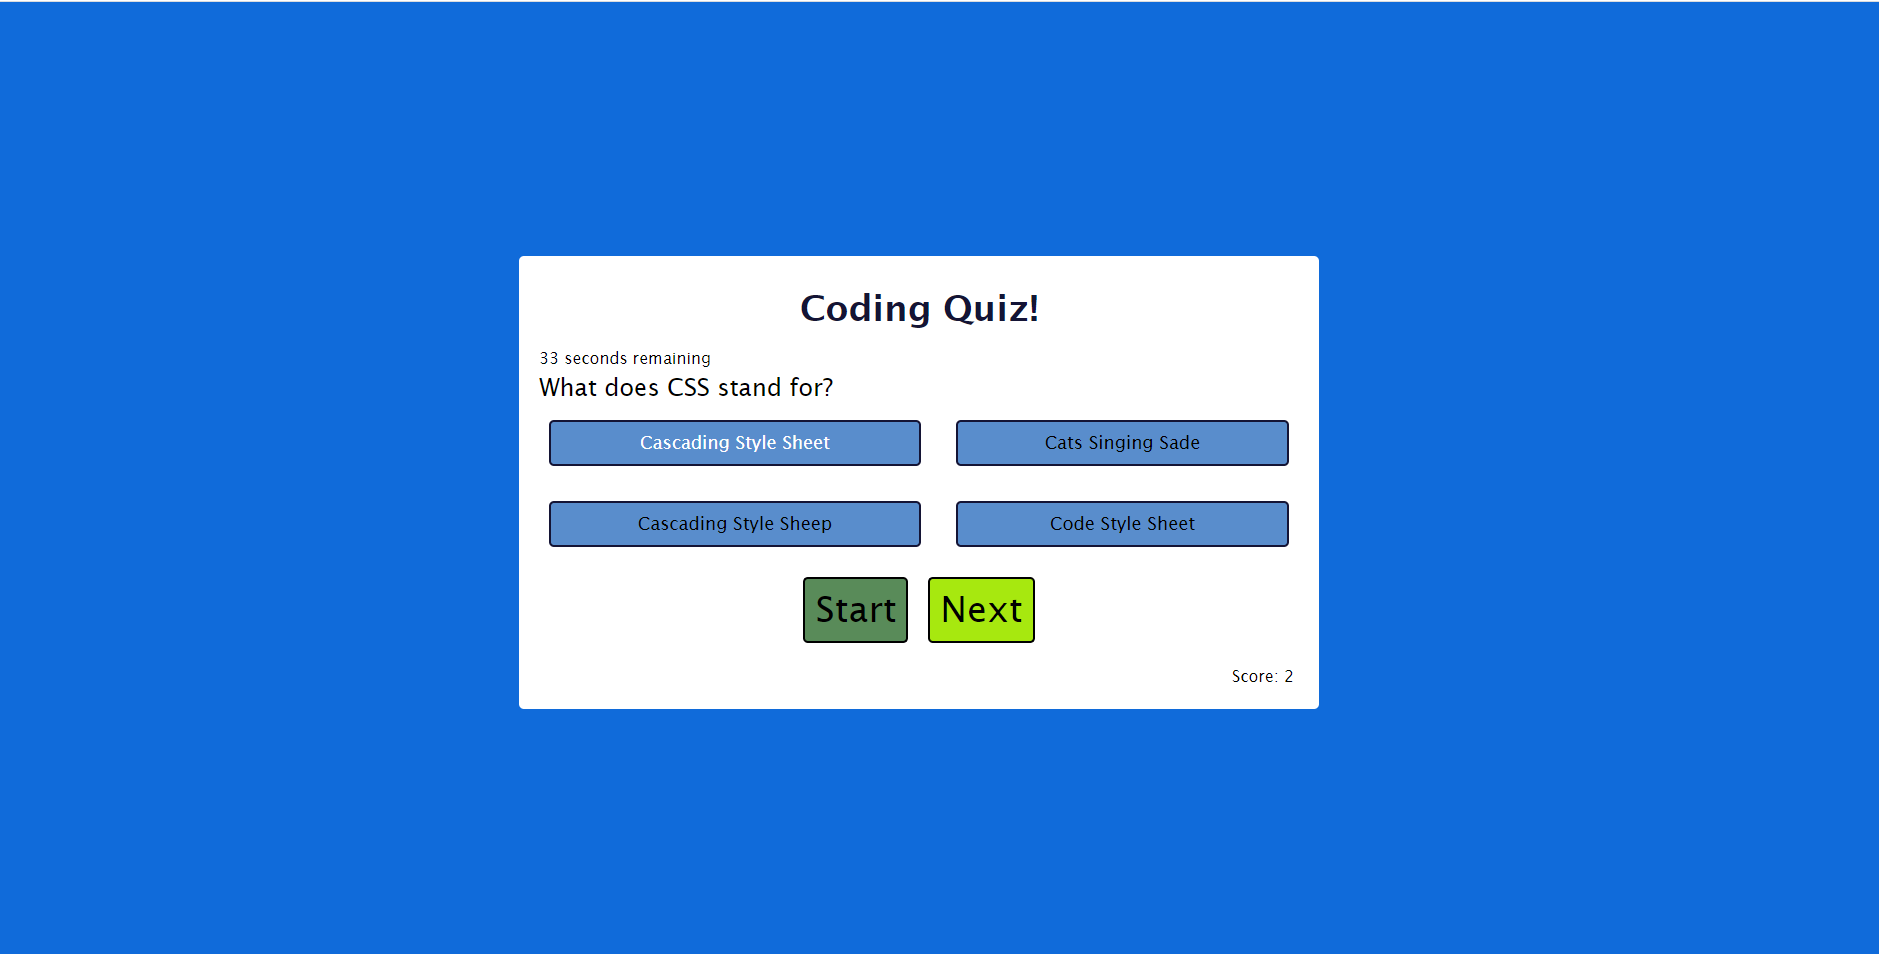 Coding Quiz!
33 seconds remaining
What does CSS stand for?
Cascading Style Sheet
Cats Singing Sade
Cascading Style Sheep
Code Style Sheet
Start
Next
Score: 2